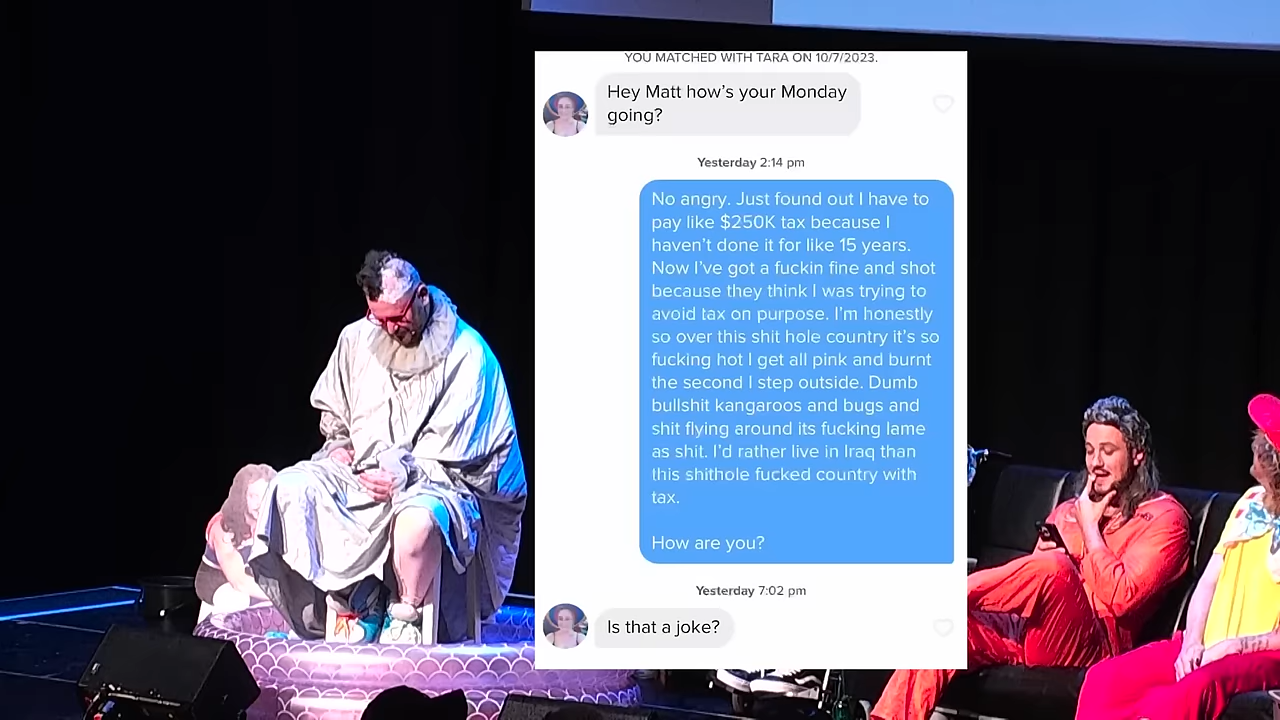 YOU MATCHED WITH TARA ON 10/7/2023.
Hey Matt how's your Monday
going?
Yesterday 2:14 pm
No angry. Just found out I have to
pay like $250K tax because I
haven't done it for like 15 years.
Now I've got a fuckin fine and shot
because they think I was trying to
avoid tax on purpose. I'm honestly
so over this shit hole country it's so
fucking hot I get all pink and burnt
the second I step outside. Dumb
bullshit kangaroos and bugs and
shit flying around its fucking lame
as shit. I'd rather live in Iraq than
this shithole fucked country with
tax.
How are you?
Yesterday 7:02 pm
Is that a joke?